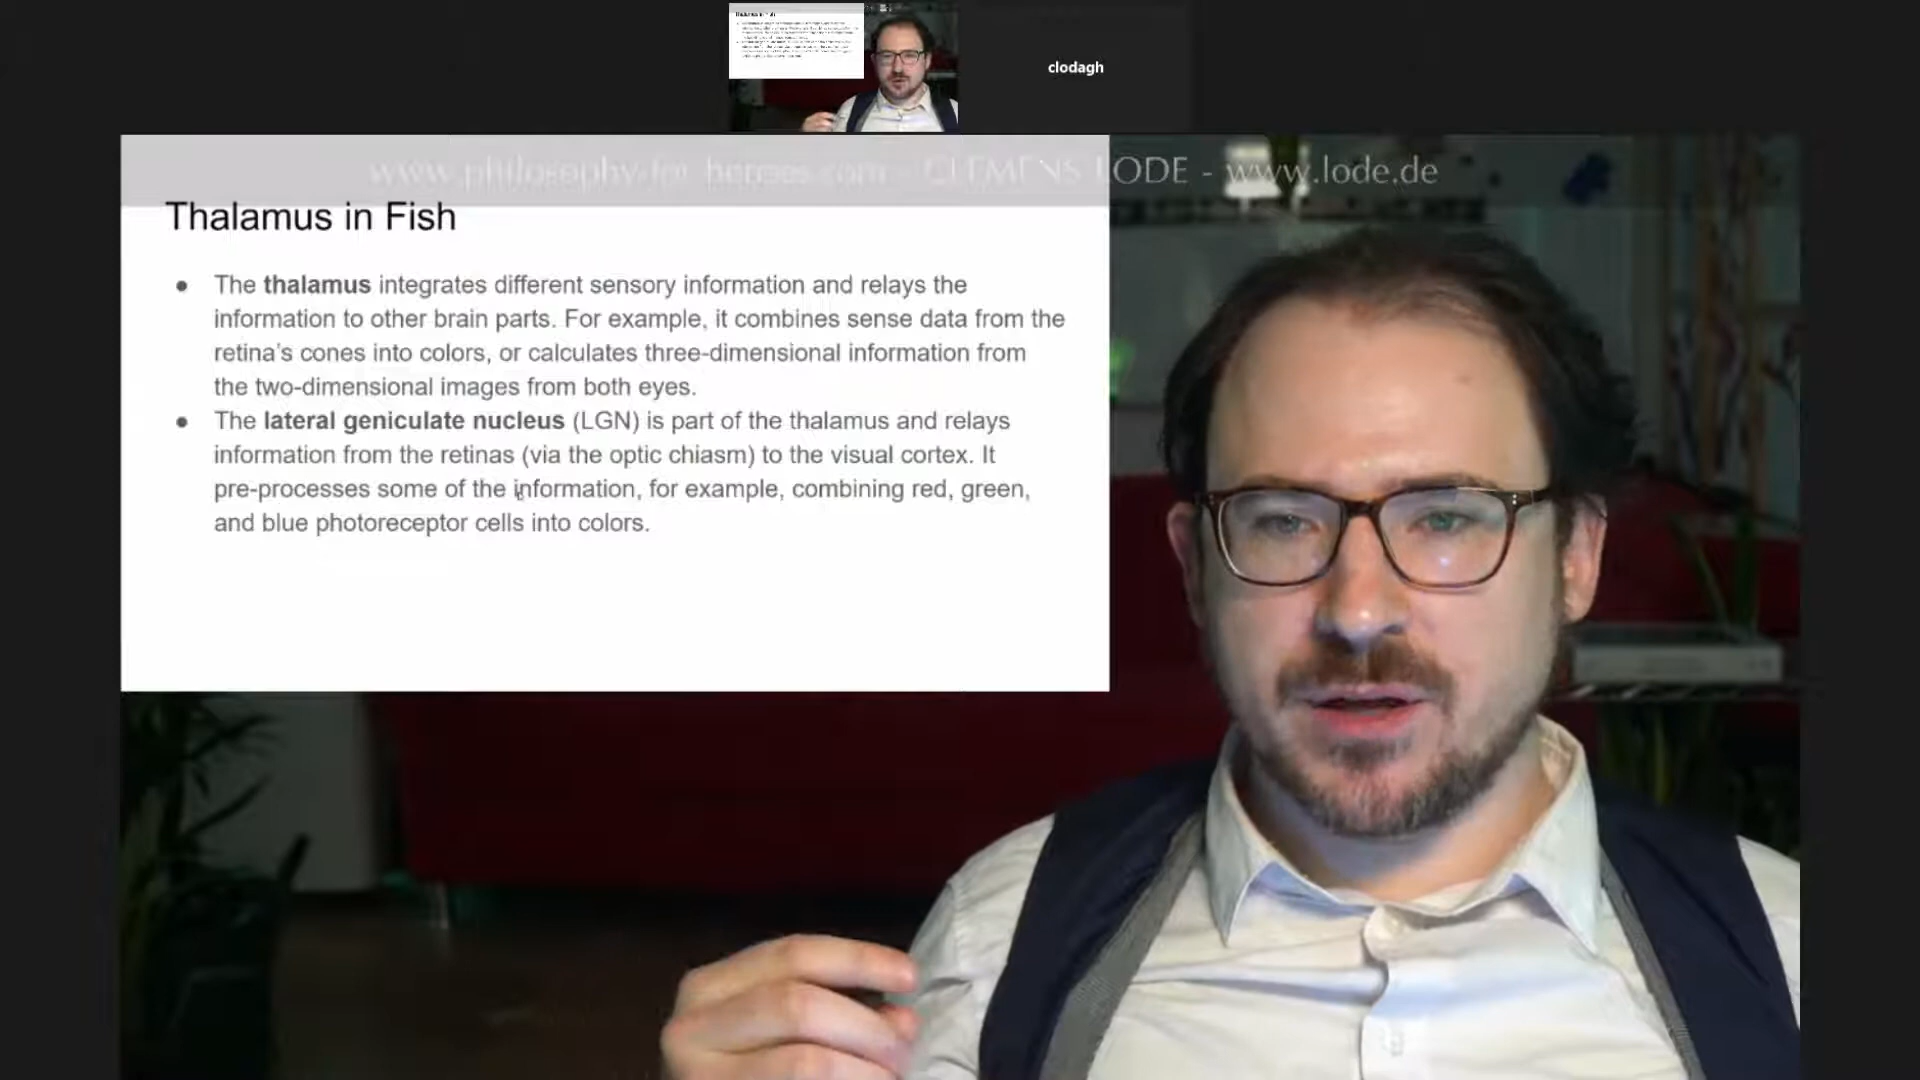 clodagh
www.philosophy-for-heroes.com - CLEMENS LODE - www.lode.de
Thalamus in Fish
Thalamus in Fish
● The thalamus integrates different sensory information and relays the
information to other brain parts. For example, it combines sense data from the
retina’s cones into colors, or calculates three-dimensional information from
the two-dimensional images from both eyes.
● The lateral geniculate nucleus (LGN) is part of the thalamus and relays
information from the retinas (via the optic chiasm) to the visual cortex. It
pre-processes some of the information, for example, combining red, green,
and blue photoreceptor cells into colors.